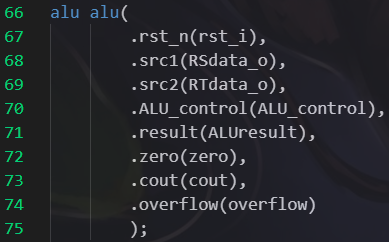 66 alu alu(
67 .rst_n(rst_i),
68 .src1(RSdata_o),
69 .src2(RTdata_o),
70 .ALU_control(ALU_control),
71 .result(ALUresult),
72 .zero(zero),
73 .cout(cout),
74 .overflow(overflow)
75 );